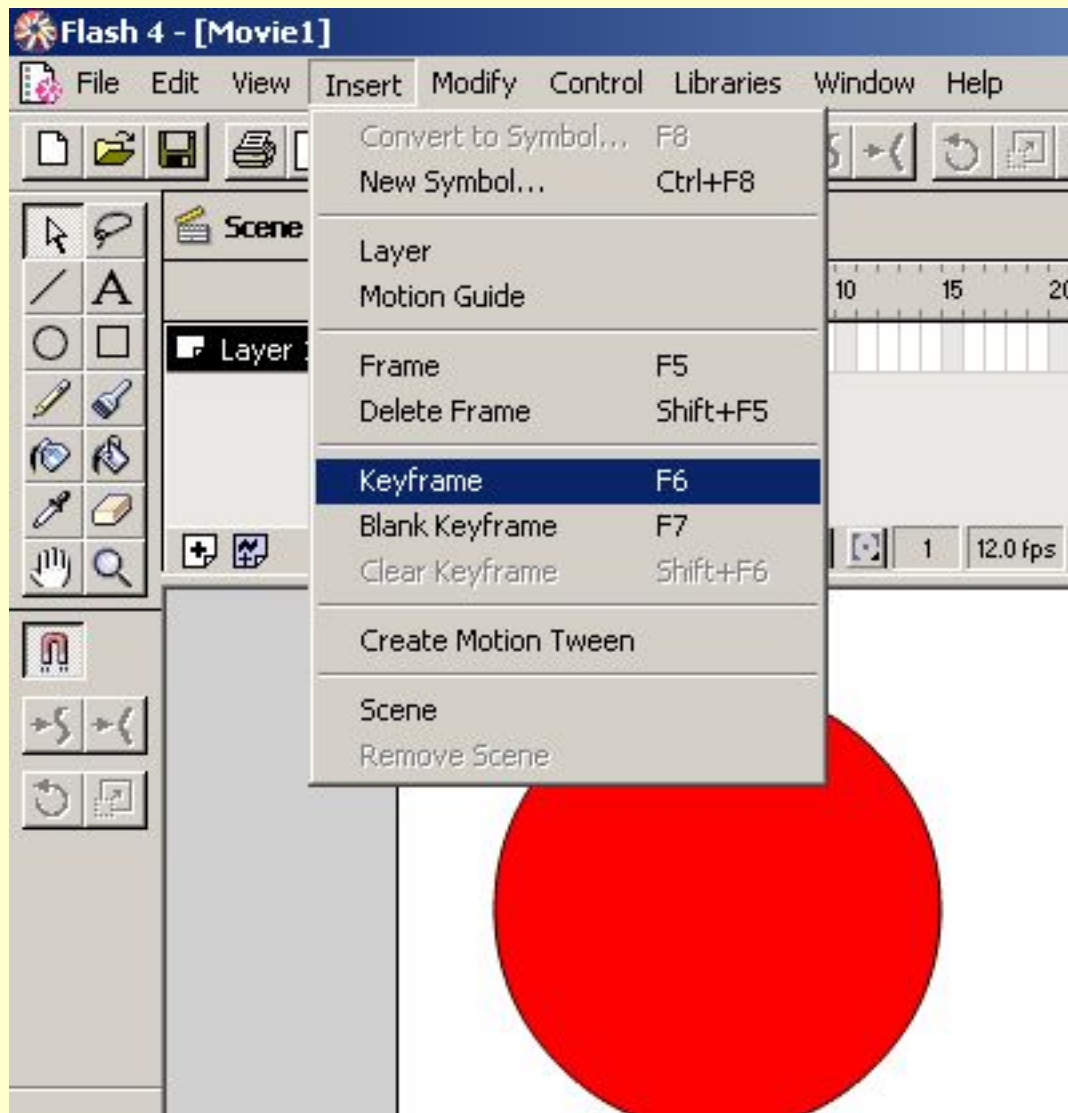 Flash 4 - [Movie1]
File Edit View Insert Modify Control Libraries Window Help
Convert to Symbol... F8
New Symbol... Ctrl+F8
Scene
Layer
Motion Guide
10 15 20
Layer
Frame F5
Delete Frame Shift+F5
Keyframe F6
Blank Keyframe F7
Clear Keyframe Shift+F6
1 12.0 fps
Create Motion Tween
Scene
Remove Scene
A